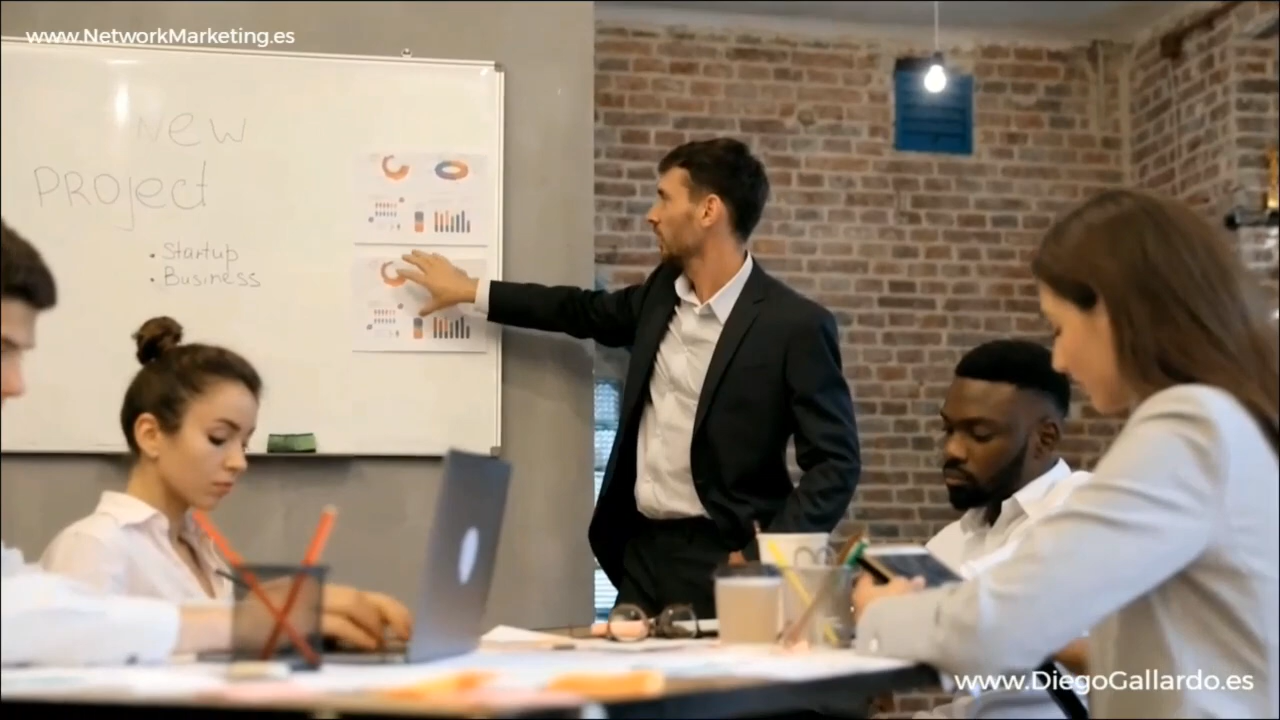 www.NetworkMarketing.es
New
PROject
• Startup
• Business
www.DiegoGallardo.es